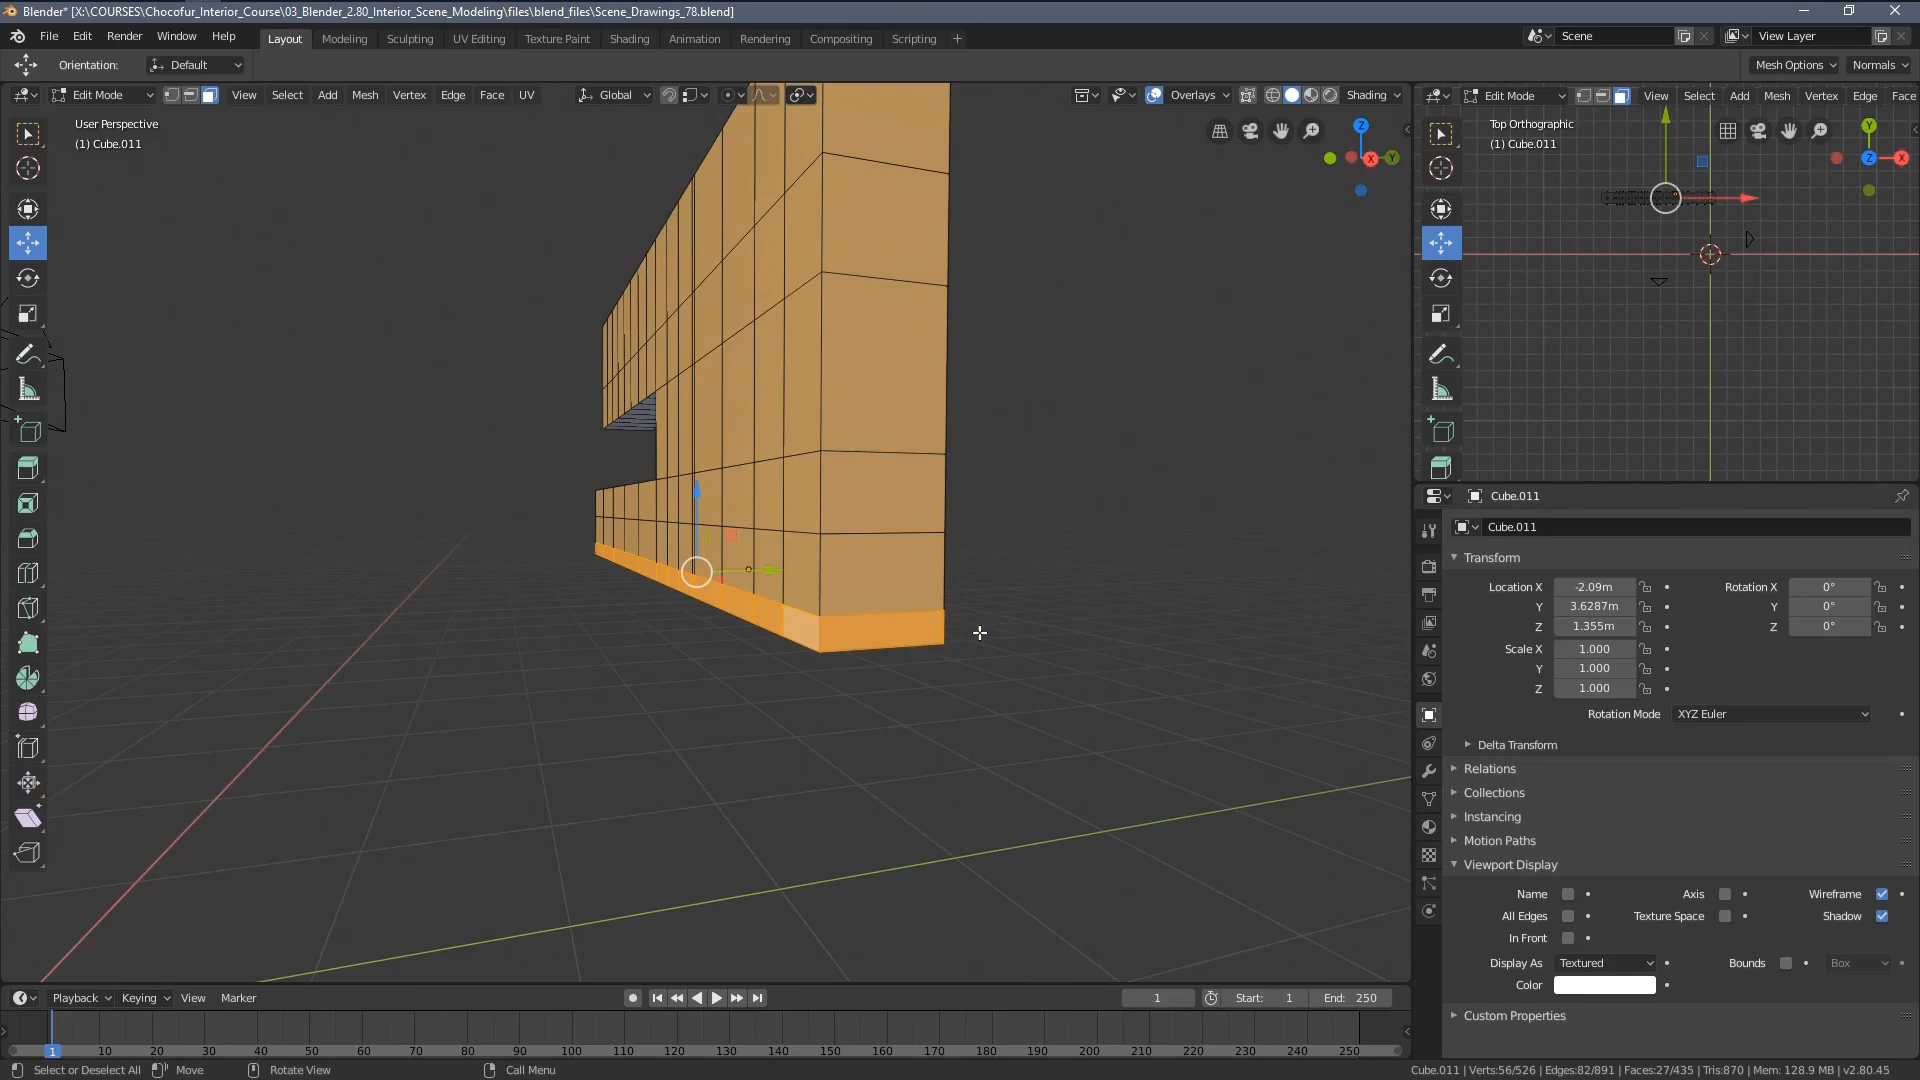 Blender* [X:\COURSES\Chocofur_Interior_Course\03_Blender_2.80_Interior_Scene_Modeling\files\blend_files\Scene_Drawings_78.blend]
File Edit Render Window Help Layout Modeling Sculpting UV Editing Texture Paint Shading Animation Rendering Compositing Scripting + Scene View Layer
Orientation: Default Mesh Options Normals
Edit Mode View Select Add Mesh Vertex Edge Face UV Global Overlays Shading Edit Mode View Select Add Mesh Vertex Edge Face
User Perspective
(1) Cube.011
Z
X
Y
Top Orthographic
(1) Cube.011
Y
Z
X
Cube.011
Cube.011
Transform
Location X -2.09m Rotation X 0°
Y 3.6287m Y 0°
Z 1.355m Z 0°
Scale X 1.000
Y 1.000
Z 1.000
Rotation Mode XYZ Euler
Delta Transform
Relations
Collections
Instancing
Motion Paths
Viewport Display
Name Axis Wireframe
All Edges Texture Space Shadow
In Front
Display As Textured Bounds Box
Color
Custom Properties
Playback Keying View Marker 1 Start: 1 End: 250
1 10 20 30 40 50 60 70 80 90 100 110 120 130 140 150 160 170 180 190 200 210 220 230 240 250
Select or Deselect All Move Rotate View Call Menu Cube.011 | Verts:56/526 | Edges:82/891 | Faces:27/435 | Tris:870 | Mem: 128.9 MB | v2.80.45